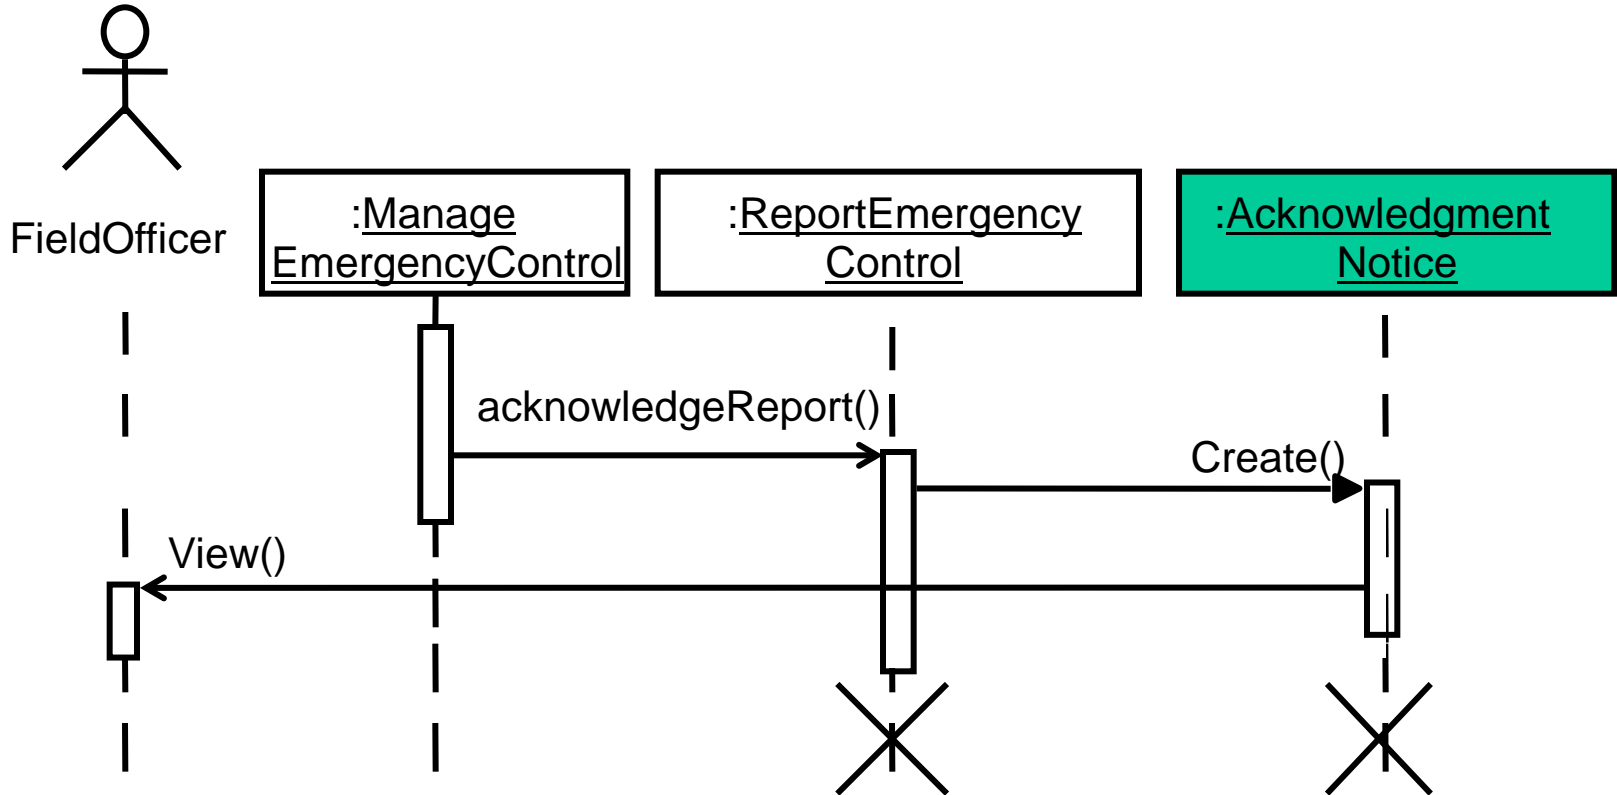 FieldOfficer
:Manage
EmergencyControl
:ReportEmergency
Control
:Acknowledgment
Notice
acknowledgeReport()
Create()
View()